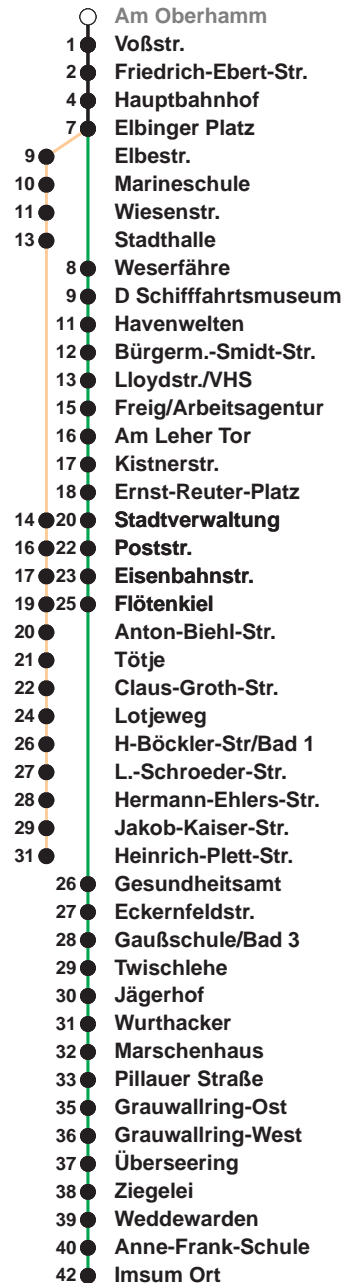 Am Oberhamm
1 Voßstr.
2 Friedrich-Ebert-Str.
4 Hauptbahnhof
7 Elbinger Platz
9 Elbestr.
10 Marineschule
11 Wiesenstr.
13 Stadthalle
8 Weserfähre
9 D Schifffahrtsmuseum
11 Havenwelten
12 Bürgerm.-Smidt-Str.
13 Lloydstr./VHS
15 Freig/Arbeitsagentur
16 Am Leher Tor
17 Kistnerstr.
18 Ernst-Reuter-Platz
14 20 Stadtverwaltung
16 22 Poststr.
17 23 Eisenbahnstr.
19 25 Flötenkiel
20 Anton-Biehl-Str.
21 Tötje
22 Claus-Groth-Str.
24 Lotjeweg
26 H-Böckler-Str/Bad 1
27 L.-Schroeder-Str.
28 Hermann-Ehlers-Str.
29 Jakob-Kaiser-Str.
31 Heinrich-Plett-Str.
26 Gesundheitsamt
27 Eckernfeldstr.
28 Gaußschule/Bad 3
29 Twischlehe
30 Jägerhof
31 Wurthacker
32 Marschenhaus
33 Pillauer Straße
35 Grauwallring-Ost
36 Grauwallring-West
37 Überseering
38 Ziegelei
39 Weddewarden
40 Anne-Frank-Schule
42 Imsum Ort